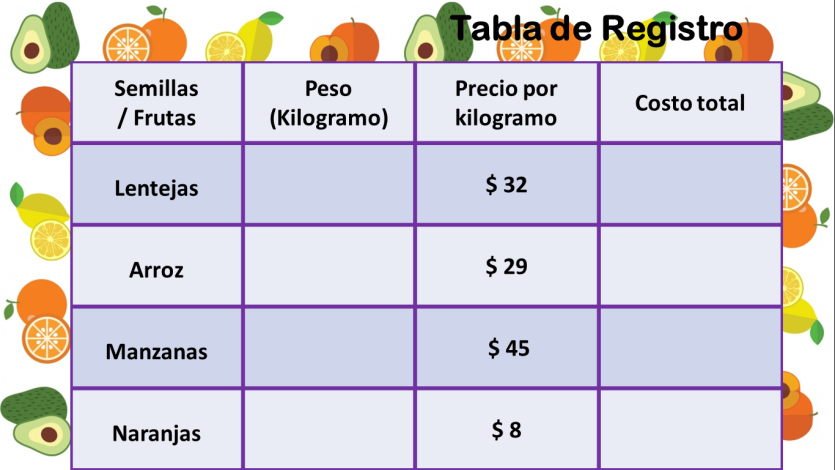 Tabla de Registro
Semillas
/ Frutas
Peso
(Kilogramo)
Precio por
kilogramo
Costo total
Lentejas
$ 32
Arroz
$ 29
Manzanas
$ 45
Naranjas
$ 8